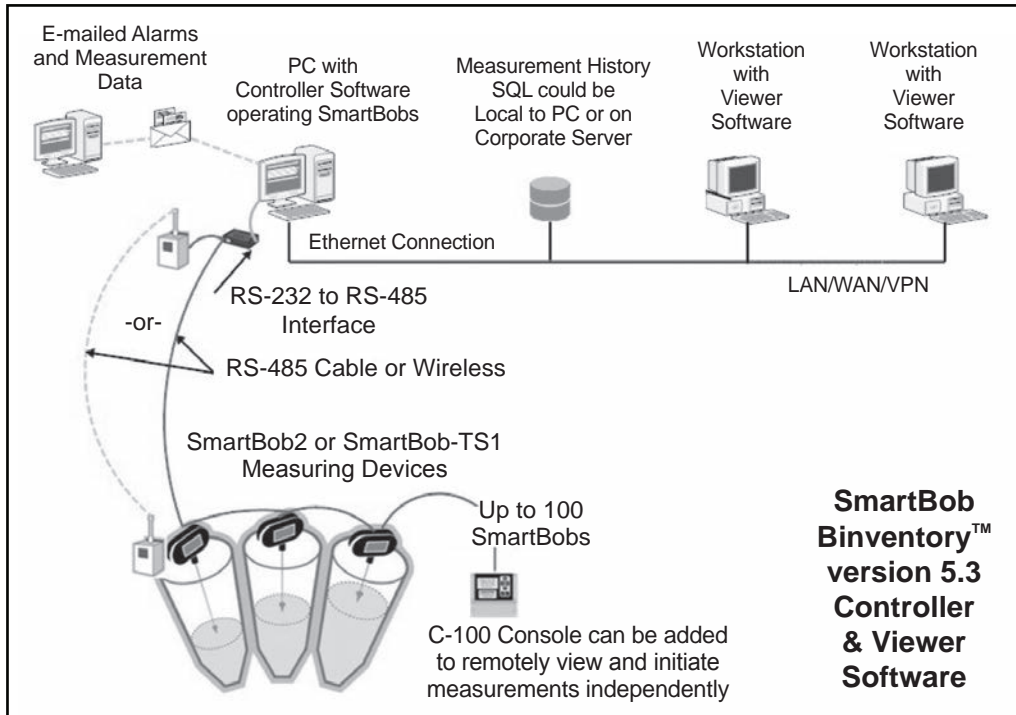 E-mailed Alarms
and Measurement
Data
PC with
Controller Software
operating SmartBobs
Measurement History
SQL could be
Local to PC or on
Corporate Server
Workstation
with
Viewer
Software
Workstation
with
Viewer
Software
Ethernet Connection
LAN/WAN/VPN
RS-232 to RS-485
Interface
-or-
RS-485 Cable or Wireless
SmartBob2 or SmartBob-TS1
Measuring Devices
Up to 100
SmartBobs
C-100 Console can be added
to remotely view and initiate
measurements independently
SmartBob
Binventory™
version 5.3
Controller
& Viewer
Software